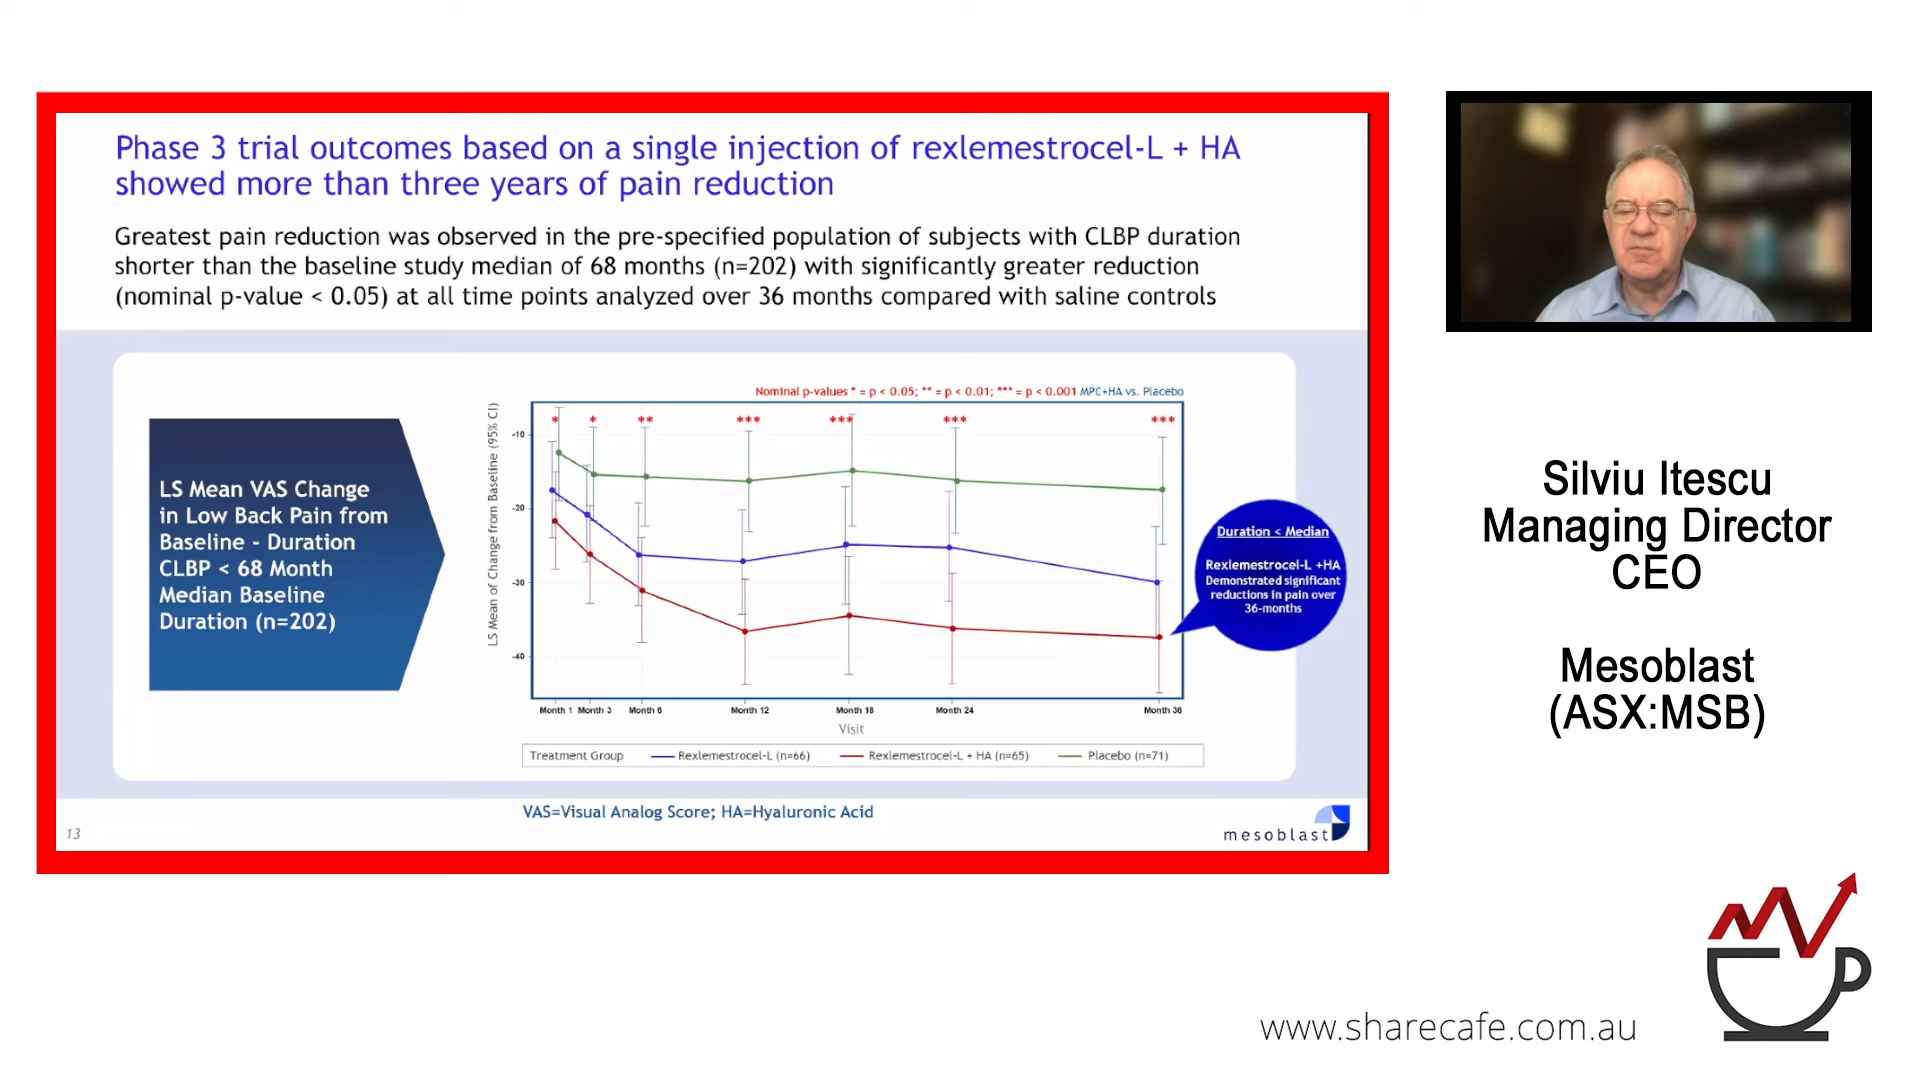 Phase 3 trial outcomes based on a single injection of rexlemestrocel-L + HA
showed more than three years of pain reduction
Greatest pain reduction was observed in the pre-specified population of subjects with CLBP duration
shorter than the baseline study median of 68 months (n=202) with significantly greater reduction
(nominal p-value < 0.05) at all time points analyzed over 36 months compared with saline controls
LS Mean VAS Change
in Low Back Pain from
Baseline - Duration
CLBP < 68 Month
Median Baseline
Duration (n=202)
Nominal p-values * = p < 0.05; ** = p < 0.01; *** = p < 0.001 MPC+HA vs. Placebo
LS Mean of Change from Baseline (95% CI)
* * ** *** *** *** ***
-10
-20
-30
-40
Month 1 Month 3 Month 6 Month 12 Month 18 Month 24 Month 36
Visit
Treatment Group Rexlemestrocel-L (n=66) Rexlemestrocel-L + HA (n=65) Placebo (n=71)
Duration < Median
Rexlemestrocel-L +HA
Demonstrated significant
reductions in pain over
36-months
VAS=Visual Analog Score; HA=Hyaluronic Acid
13
mesoblast
Silviu Itescu
Managing Director
CEO
Mesoblast
(ASX:MSB)
www.sharecafe.com.au